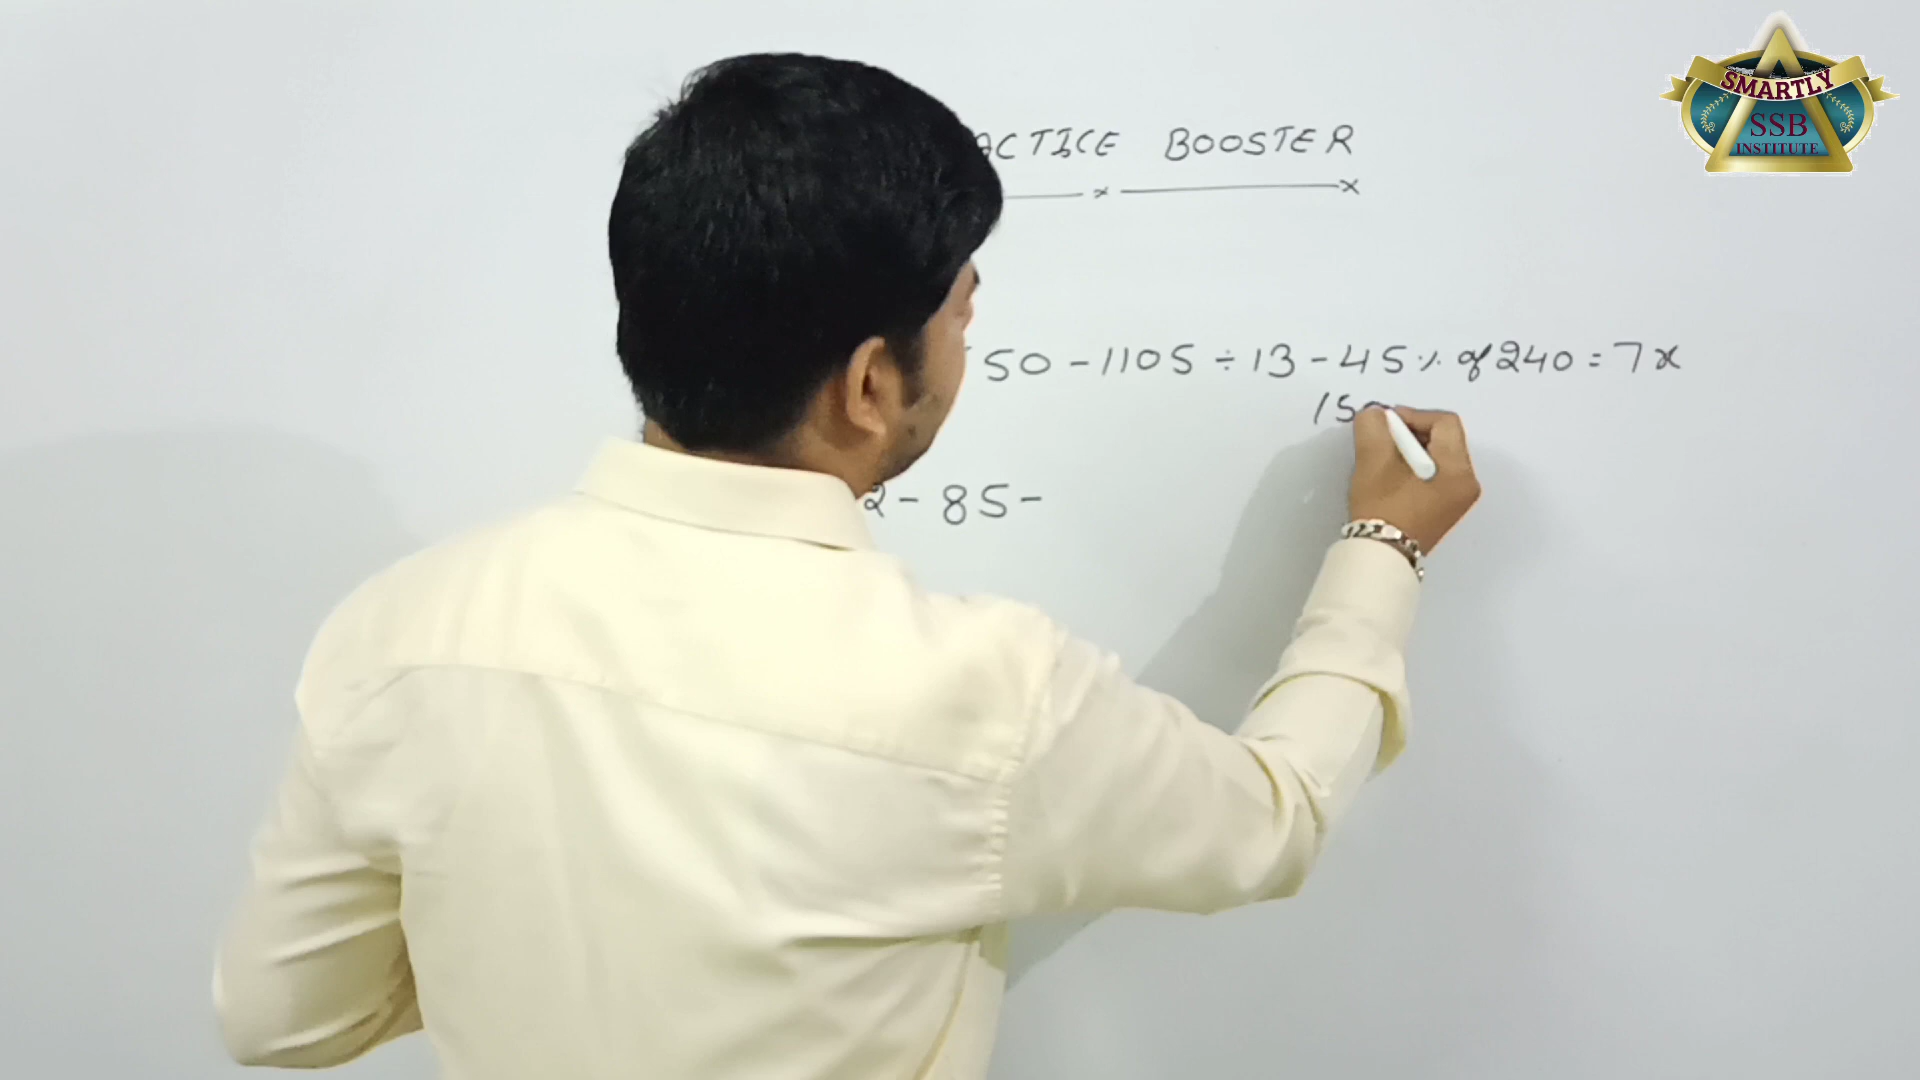 SMARTLY
SSB
INSTITUTE
ACTICE BOOSTER
50 - 1105 ÷ 13 - 45 % of 240 = 7x
150
2 - 85 -